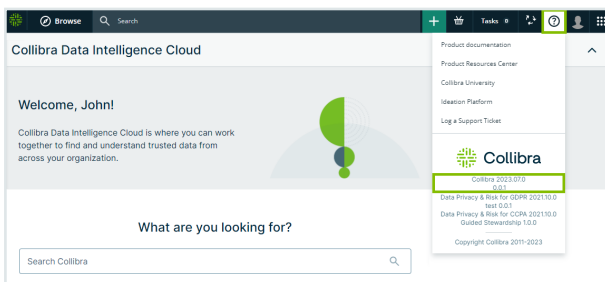 Browse
Search
Tasks 0
Collibra Data Intelligence Cloud
Product documentation
Product Resources Center
Collibra University
Ideation Platform
Log a Support Ticket
Welcome, John!
Collibra Data Intelligence Cloud is where you can work
together to find and understand trusted data from
across your organization.
Collibra
Collibra 2023.07.0
0.0.1
Data Privacy & Risk for GDPR 2021.10.0
test 0.0.1
Data Privacy & Risk for CCPA 2021.10.0
Guided Stewardship 1.0.0
Copyright Collibra 2011-2023
What are you looking for?
Search Collibra